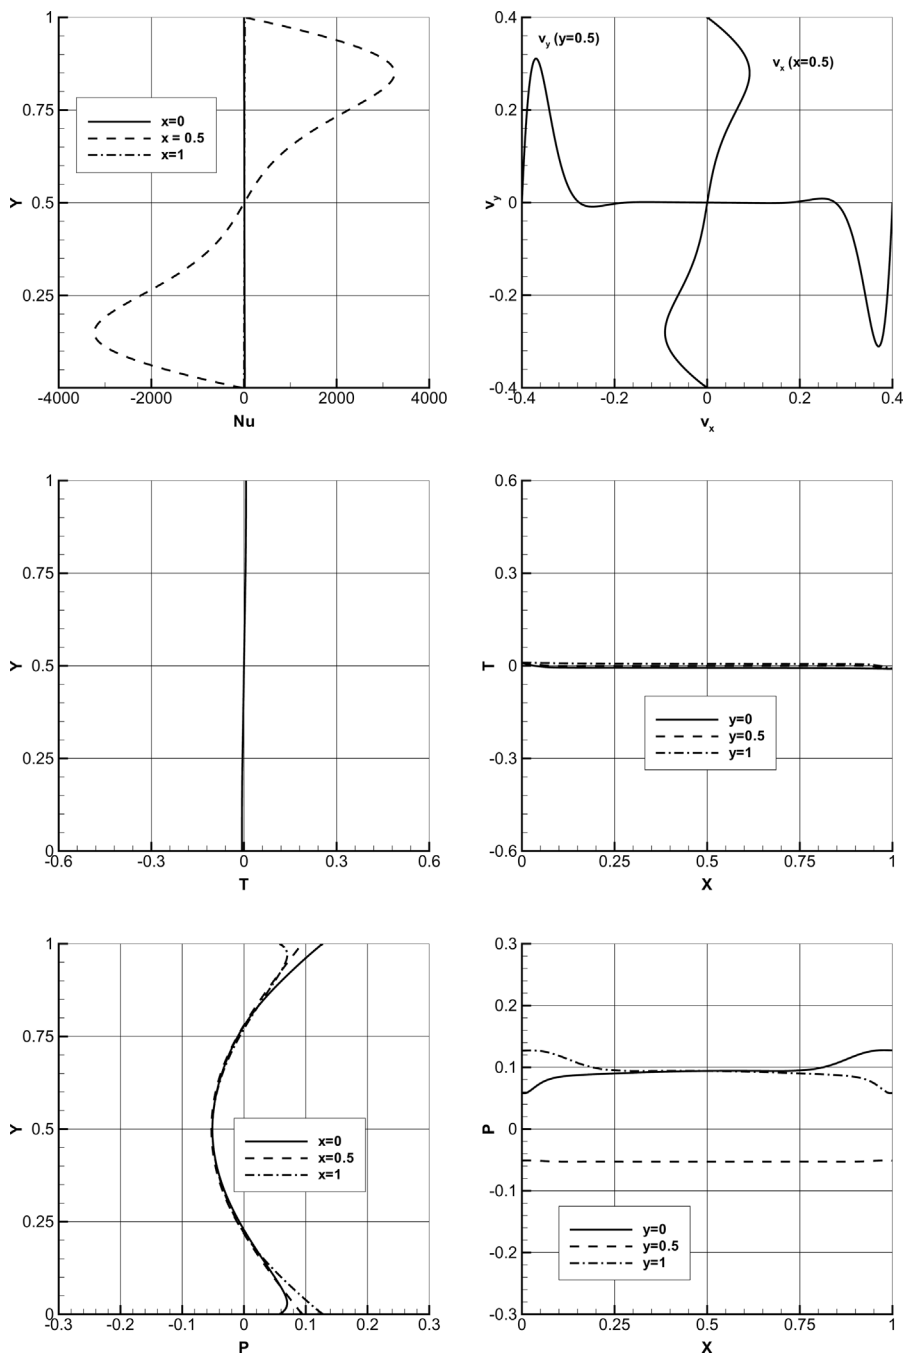 1
0.75
0.5
0.25
0
Y
x=0
x = 0.5
x=1
-4000
-2000
0
2000
4000
Nu
0.4
0.2
0
-0.2
-0.4
v_y
v_y (y=0.5)
v_x (x=0.5)
-0.4
-0.2
0
0.2
0.4
v_x
1
0.75
0.5
0.25
0
Y
-0.6
-0.3
0
0.3
0.6
T
0.6
0.3
0
-0.3
-0.6
T
y=0
y=0.5
y=1
0
0.25
0.5
0.75
1
X
1
0.75
0.5
0.25
0
Y
x=0
x=0.5
x=1
-0.3
-0.2
-0.1
0
0.1
0.2
0.3
P
0.3
0.2
0.1
0
-0.1
-0.2
-0.3
P
y=0
y=0.5
y=1
0
0.25
0.5
0.75
1
X